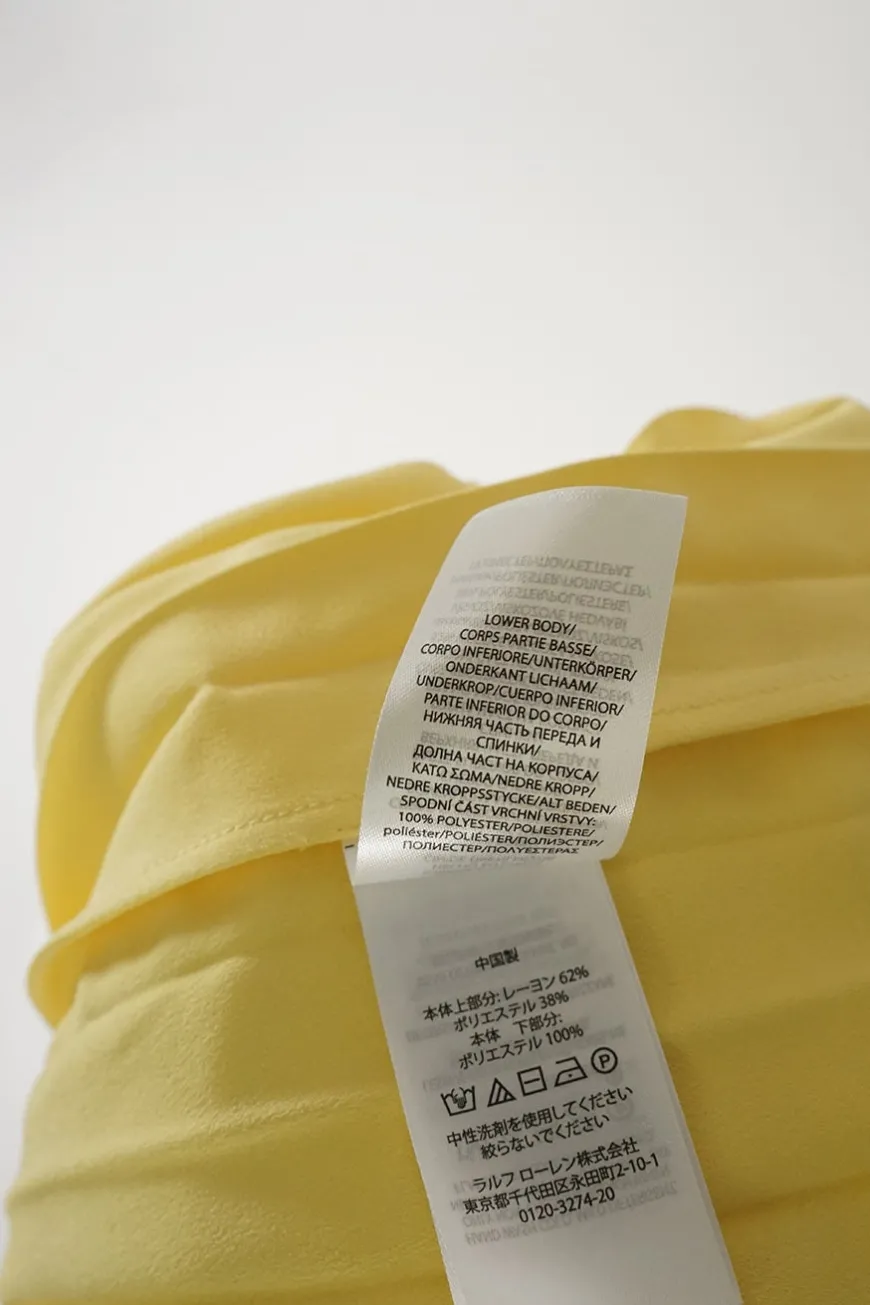 LOWER BODY/
CORPS PARTIE BASSE/
CORPO INFERIORE/UNTERKÖRPER/
ONDERKANT LICHAAM/
UNDERKROP/CUERPO INFERIOR/
PARTE INFERIOR DO CORPO/
НИЖНЯЯ ЧАСТЬ ПЕРЕДА И
СПИНКИ/
ДОЛНА ЧАСТ НА КОРПУСА/
ΚΑΤΩ ΣΩΜΑ/NEDRE KROPP/
NEDRE KROPPSSTYCKE/ALT BEDEN/
SPODNÍ ČÁST VRCHNÍ VRSTVY:
100% POLYESTER/POLIESTERE/
poliéster/POLIÉSTER/ПОЛИЭСТЕР/
ПОЛИЕСТЕР/ΠΟΛΥΕΣΤΕΡΑΣ
中国製
本体上部分: レーヨン 62%
ポリエステル 38%
本体 下部分:
ポリエステル 100%
P
中性洗剤を使用してください
絞らないでください
ラルフ ローレン株式会社
東京都千代田区永田町2-10-1
0120-3274-20